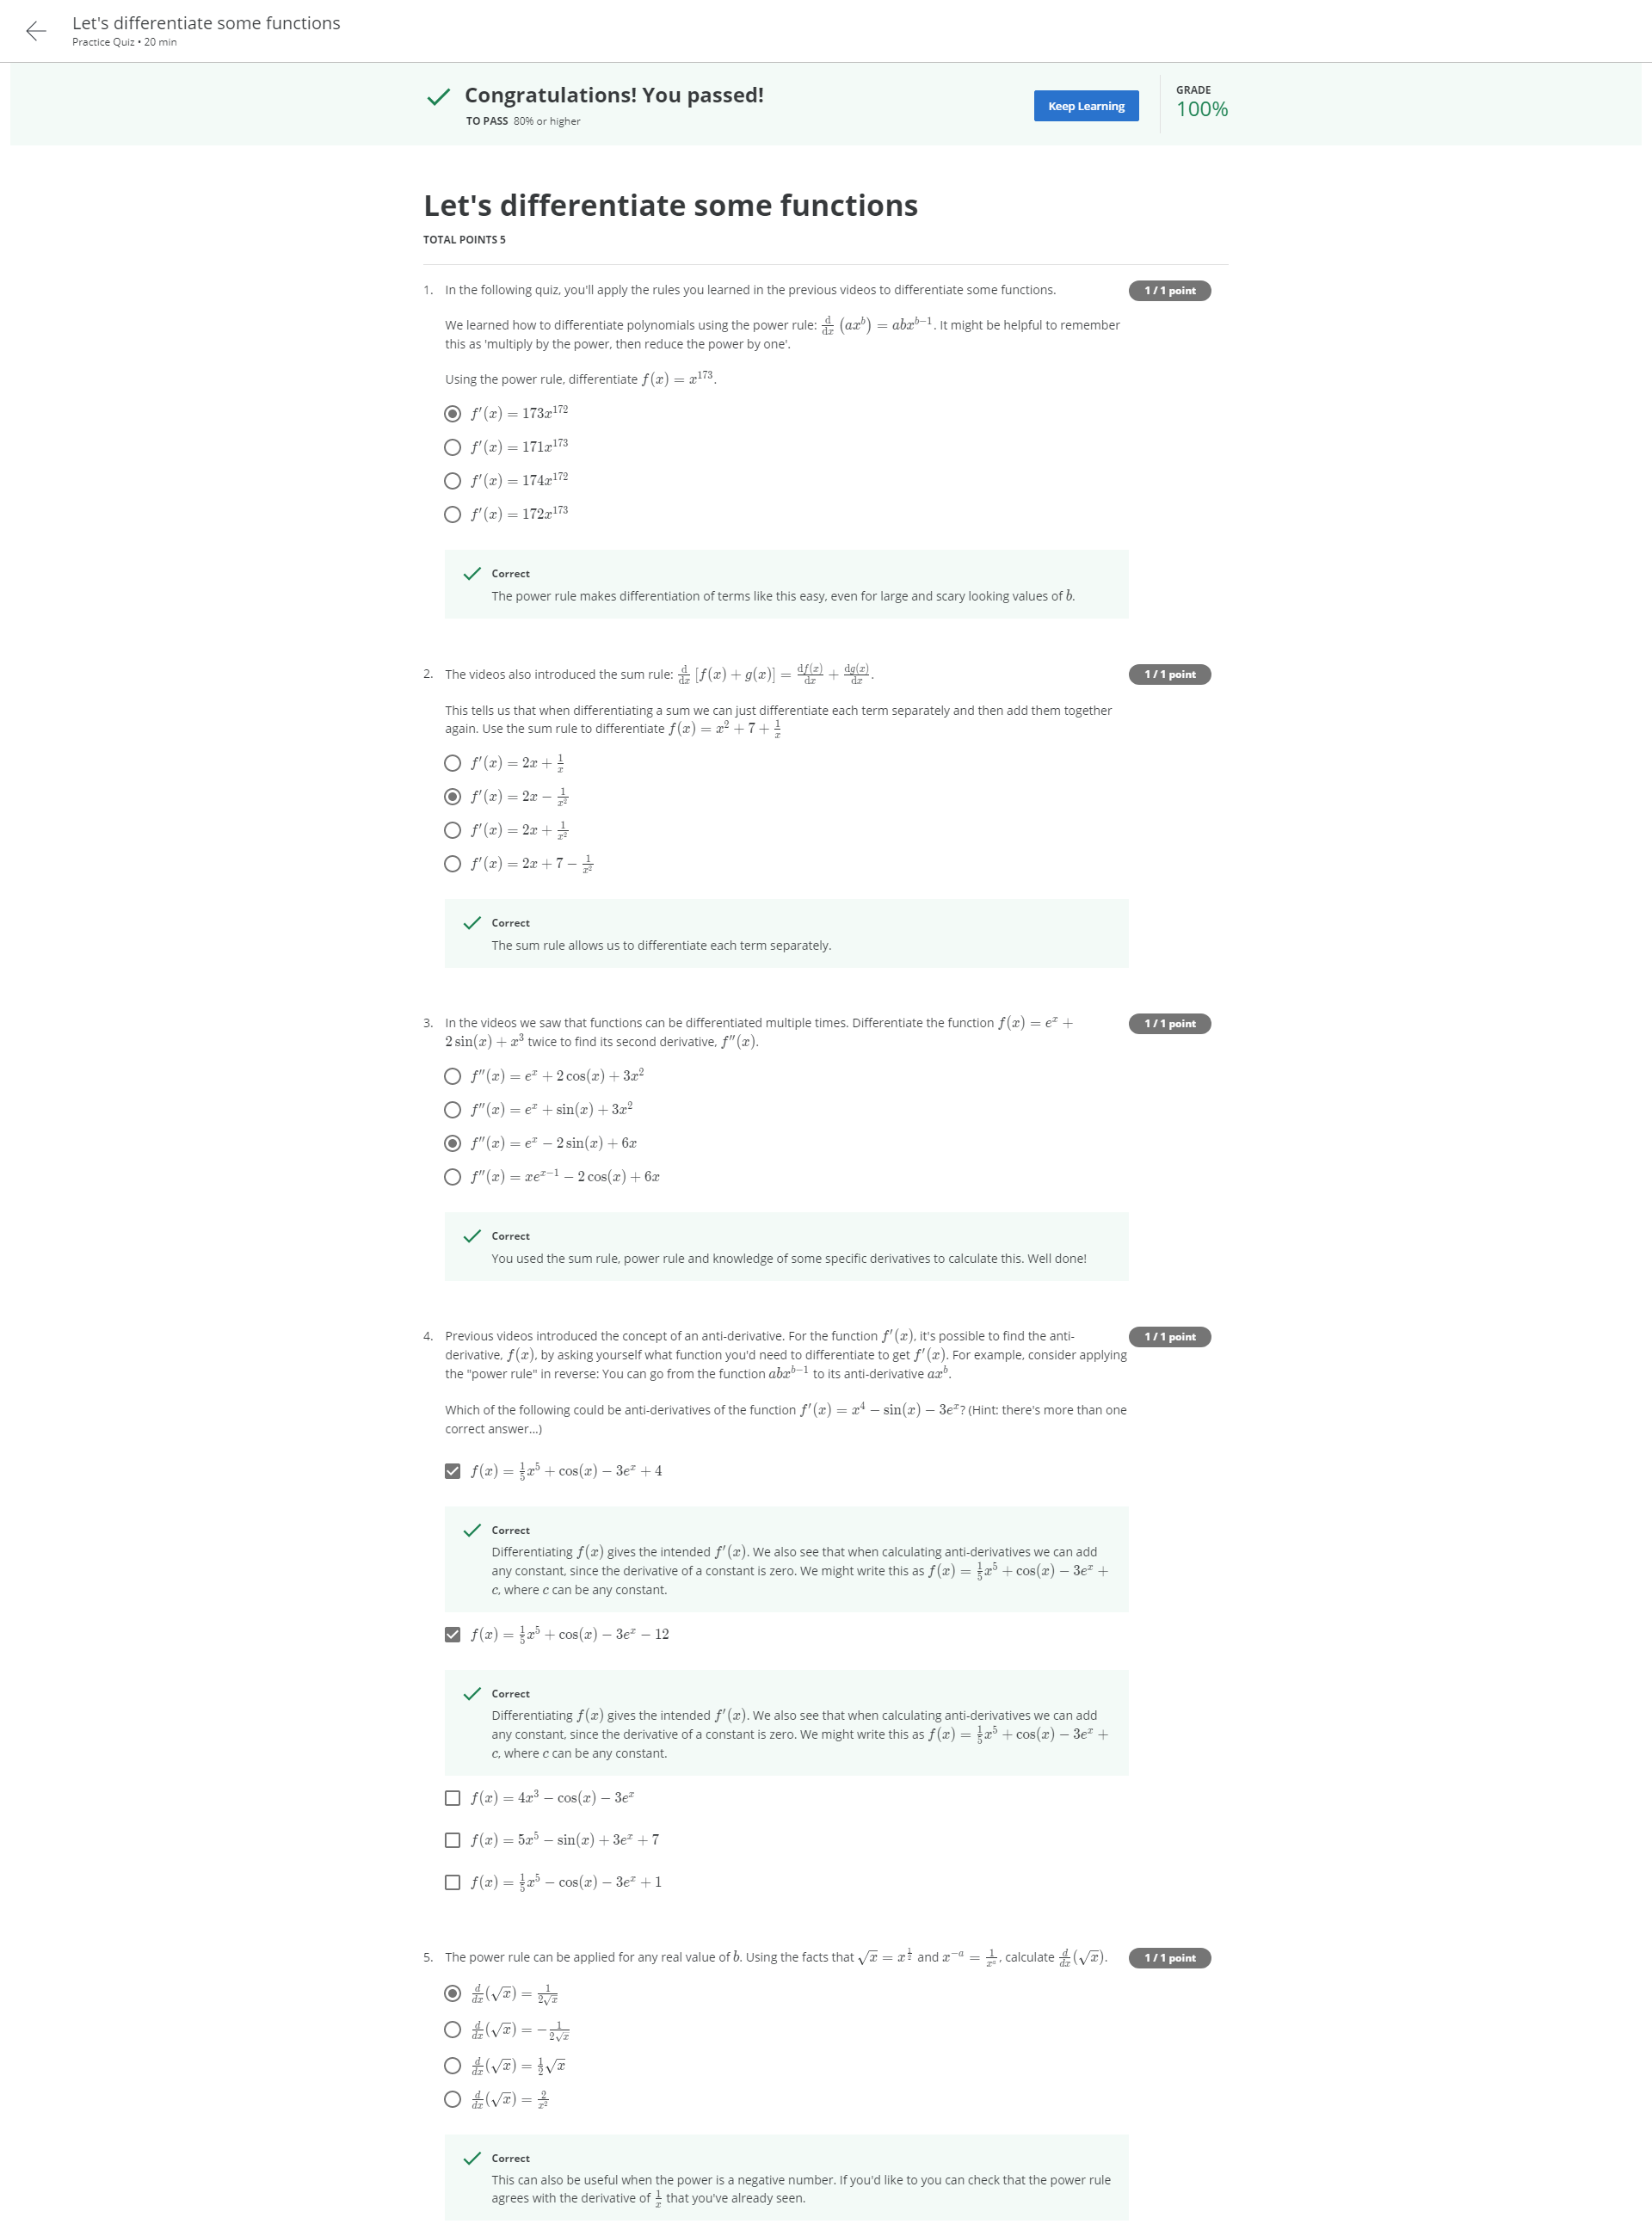 Let's differentiate some functions
Practice Quiz • 20 min
Congratulations! You passed!
TO PASS 80% or higher
Keep Learning
GRADE
100%
Let's differentiate some functions
TOTAL POINTS 5
1. In the following quiz, you'll apply the rules you learned in the previous videos to differentiate some functions.
1 / 1 point
We learned how to differentiate polynomials using the power rule: $\frac{\mathrm{d}}{\mathrm{d}x}\left(ax^b\right) = abx^{b-1}$. It might be helpful to remember
this as 'multiply by the power, then reduce the power by one'.
Using the power rule, differentiate $f(x) = x^{173}$.
$f'(x) = 173x^{172}$
$f'(x) = 171x^{173}$
$f'(x) = 174x^{172}$
$f'(x) = 172x^{173}$
Correct
The power rule makes differentiation of terms like this easy, even for large and scary looking values of $b$.
2. The videos also introduced the sum rule: $\frac{\mathrm{d}}{\mathrm{d}x}[f(x) + g(x)] = \frac{\mathrm{d}f(x)}{\mathrm{d}x} + \frac{\mathrm{d}g(x)}{\mathrm{d}x}$.
1 / 1 point
This tells us that when differentiating a sum we can just differentiate each term separately and then add them together
again. Use the sum rule to differentiate $f(x) = x^2 + 7 + \frac{1}{x}$
$f'(x) = 2x + \frac{1}{x}$
$f'(x) = 2x - \frac{1}{x^2}$
$f'(x) = 2x + \frac{1}{x^2}$
$f'(x) = 2x + 7 - \frac{1}{x^2}$
Correct
The sum rule allows us to differentiate each term separately.
3. In the videos we saw that functions can be differentiated multiple times. Differentiate the function $f(x) = e^x +$
1 / 1 point
$2\sin(x) + x^3$ twice to find its second derivative, $f''(x)$.
$f''(x) = e^x + 2\cos(x) + 3x^2$
$f''(x) = e^x + \sin(x) + 3x^2$
$f''(x) = e^x - 2\sin(x) + 6x$
$f''(x) = xe^{x-1} - 2\cos(x) + 6x$
Correct
You used the sum rule, power rule and knowledge of some specific derivatives to calculate this. Well done!
4. Previous videos introduced the concept of an anti-derivative. For the function $f'(x)$, it's possible to find the anti-
1 / 1 point
derivative, $f(x)$, by asking yourself what function you'd need to differentiate to get $f'(x)$. For example, consider applying
the "power rule" in reverse: You can go from the function $abx^{b-1}$ to its anti-derivative $ax^b$.
Which of the following could be anti-derivatives of the function $f'(x) = x^4 - \sin(x) - 3e^x$? (Hint: there's more than one
correct answer...)
$f(x) = \frac{1}{5}x^5 + \cos(x) - 3e^x + 4$
Correct
Differentiating $f(x)$ gives the intended $f'(x)$. We also see that when calculating anti-derivatives we can add
any constant, since the derivative of a constant is zero. We might write this as $f(x) = \frac{1}{5}x^5 + \cos(x) - 3e^x +$
$c$, where $c$ can be any constant.
$f(x) = \frac{1}{5}x^5 + \cos(x) - 3e^x - 12$
Correct
Differentiating $f(x)$ gives the intended $f'(x)$. We also see that when calculating anti-derivatives we can add
any constant, since the derivative of a constant is zero. We might write this as $f(x) = \frac{1}{5}x^5 + \cos(x) - 3e^x +$
$c$, where $c$ can be any constant.
$f(x) = 4x^3 - \cos(x) - 3e^x$
$f(x) = 5x^5 - \sin(x) + 3e^x + 7$
$f(x) = \frac{1}{5}x^5 - \cos(x) - 3e^x + 1$
5. The power rule can be applied for any real value of $b$. Using the facts that $\sqrt{x} = x^{\frac{1}{2}}$ and $x^{-a} = \frac{1}{x^a}$, calculate $\frac{d}{dx}(\sqrt{x})$.
1 / 1 point
$\frac{d}{dx}(\sqrt{x}) = \frac{1}{2\sqrt{x}}$
$\frac{d}{dx}(\sqrt{x}) = -\frac{1}{2\sqrt{x}}$
$\frac{d}{dx}(\sqrt{x}) = \frac{1}{2}\sqrt{x}$
$\frac{d}{dx}(\sqrt{x}) = \frac{2}{x^2}$
Correct
This can also be useful when the power is a negative number. If you'd like to you can check that the power rule
agrees with the derivative of $\frac{1}{x}$ that you've already seen.